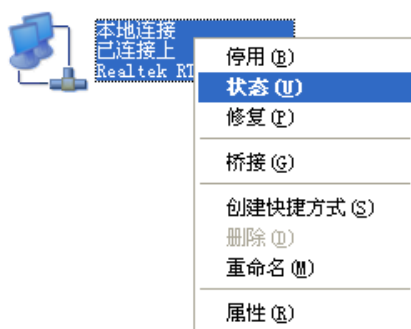 本地连接
已连接上
Realtek RT
停用(B)
状态(U)
修复(P)
桥接(G)
创建快捷方式(S)
删除(D)
重命名(M)
属性(R)